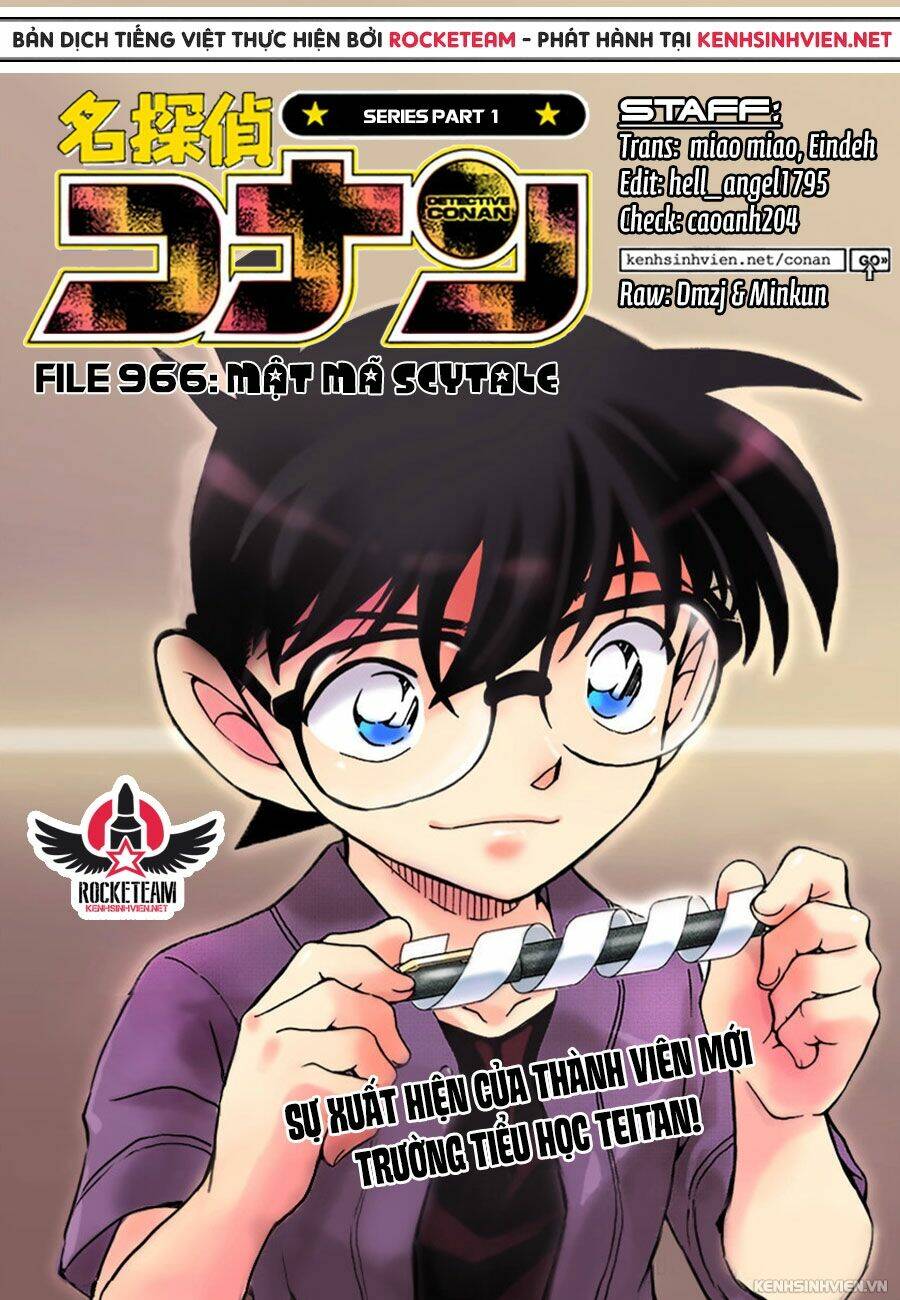 BẢN DỊCH TIẾNG VIỆT THỰC HIỆN BỞI ROCKETEAM - PHÁT HÀNH TẠI KENHSINHVIEN.NET
名探偵
SERIES PART 1
コナン
DETECTIVE
CONAN
FILE 966: MẬT MÃ SCYTALE
STAFF:
Trans: miao miao, Eindeh
Edit: hell_angel1795
Check: caoanh204
kenhsinhvien.net/conan GO»
Raw: Dmzj & Minkun
ROCKETEAM
KENHSINHVIEN.NET
SỰ XUẤT HIỆN CỦA THÀNH VIÊN MỚI
TRƯỜNG TIỂU HỌC TEITAN!
KENHSINHVIEN.VN